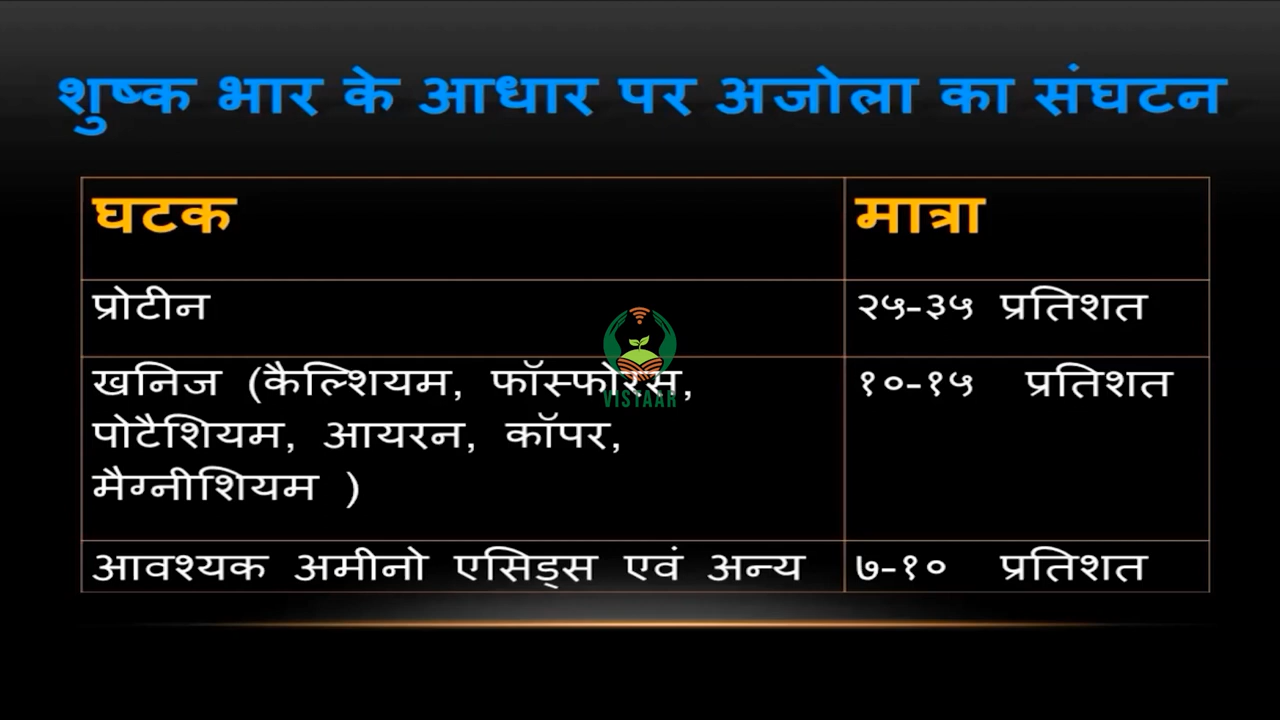 शुष्क भार के आधार पर अजोला का संघटन
घटक मात्रा
प्रोटीन २५-३५ प्रतिशत
खनिज (कैल्शियम, फॉस्फोरस, १०-१५ प्रतिशत
पोटैशियम, आयरन, कॉपर,
मैग्नीशियम )
आवश्यक अमीनो एसिड्स एवं अन्य ७-१० प्रतिशत
VISTAAR